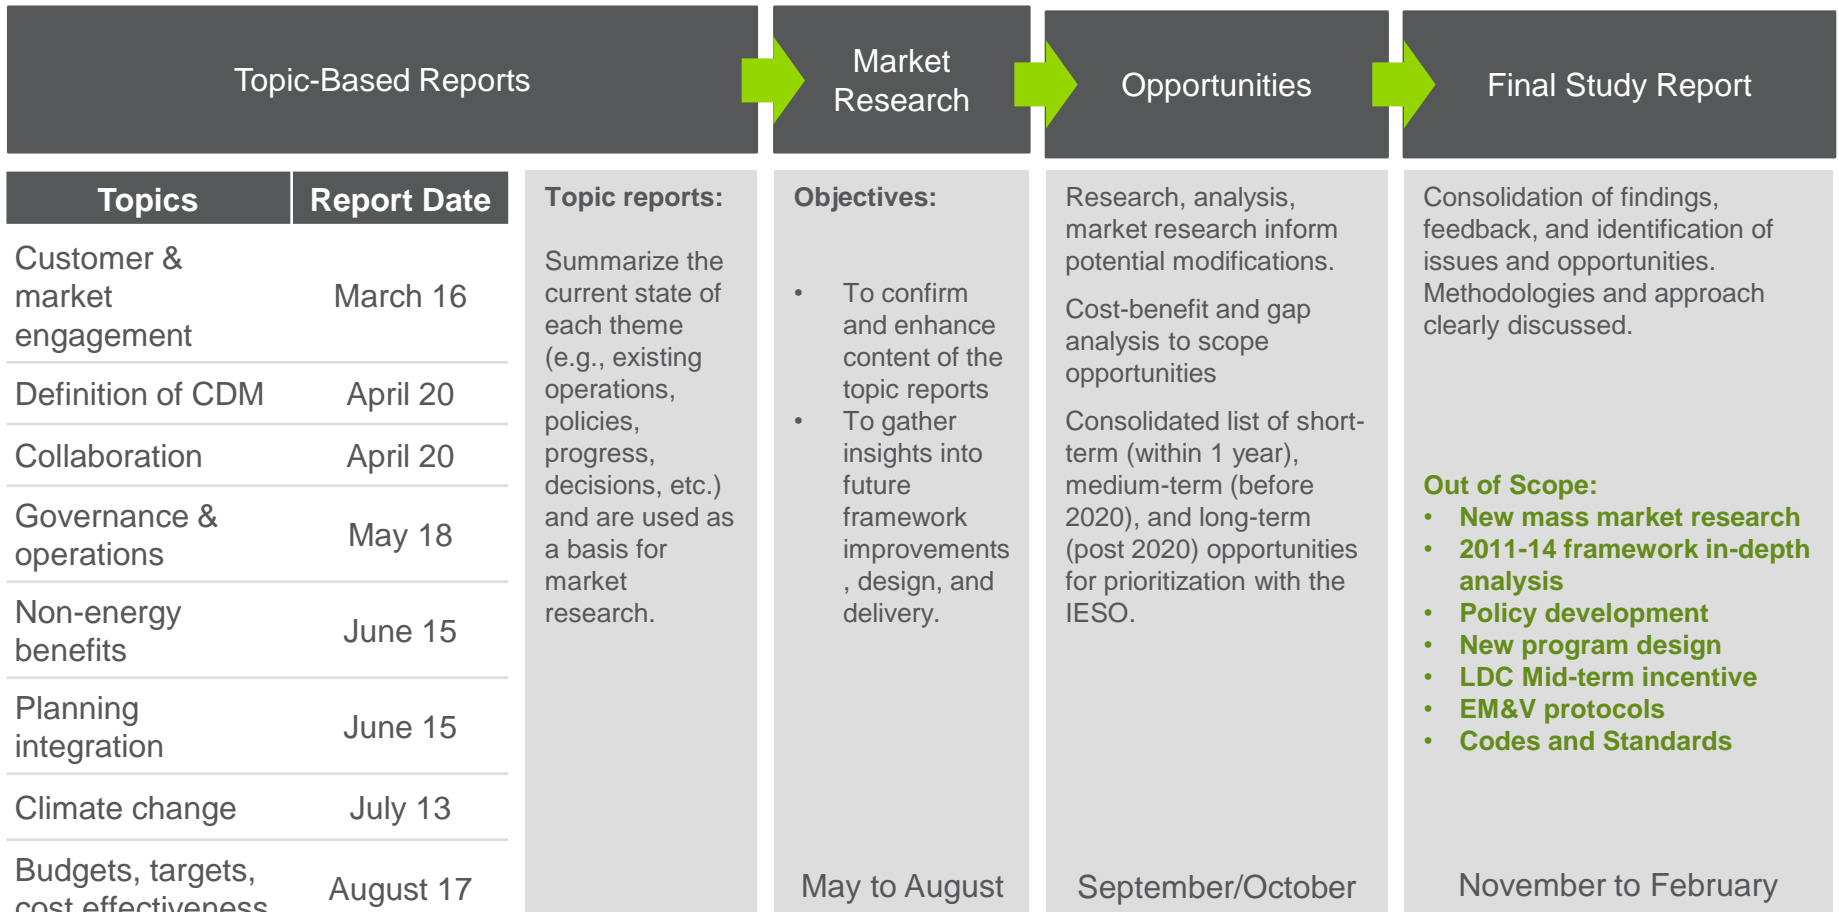 Topic-Based Reports
Market
Research
Opportunities
Final Study Report
Topics
Report Date
Customer &
market
engagement
March 16
Definition of CDM
April 20
Collaboration
April 20
Governance &
operations
May 18
Non-energy
benefits
June 15
Planning
integration
June 15
Climate change
July 13
Budgets, targets,
cost effectiveness
August 17
Topic reports:
Summarize the
current state of
each theme
(e.g., existing
operations,
policies,
progress,
decisions, etc.)
and are used as
a basis for
market
research.
Objectives:
• To confirm
and enhance
content of the
topic reports
• To gather
insights into
future
framework
improvements
, design, and
delivery.
May to August
Research, analysis,
market research inform
potential modifications.
Cost-benefit and gap
analysis to scope
opportunities
Consolidated list of short-
term (within 1 year),
medium-term (before
2020), and long-term
(post 2020) opportunities
for prioritization with the
IESO.
September/October
Consolidation of findings,
feedback, and identification of
issues and opportunities.
Methodologies and approach
clearly discussed.
Out of Scope:
• New mass market research
• 2011-14 framework in-depth
analysis
• Policy development
• New program design
• LDC Mid-term incentive
• EM&V protocols
• Codes and Standards
November to February